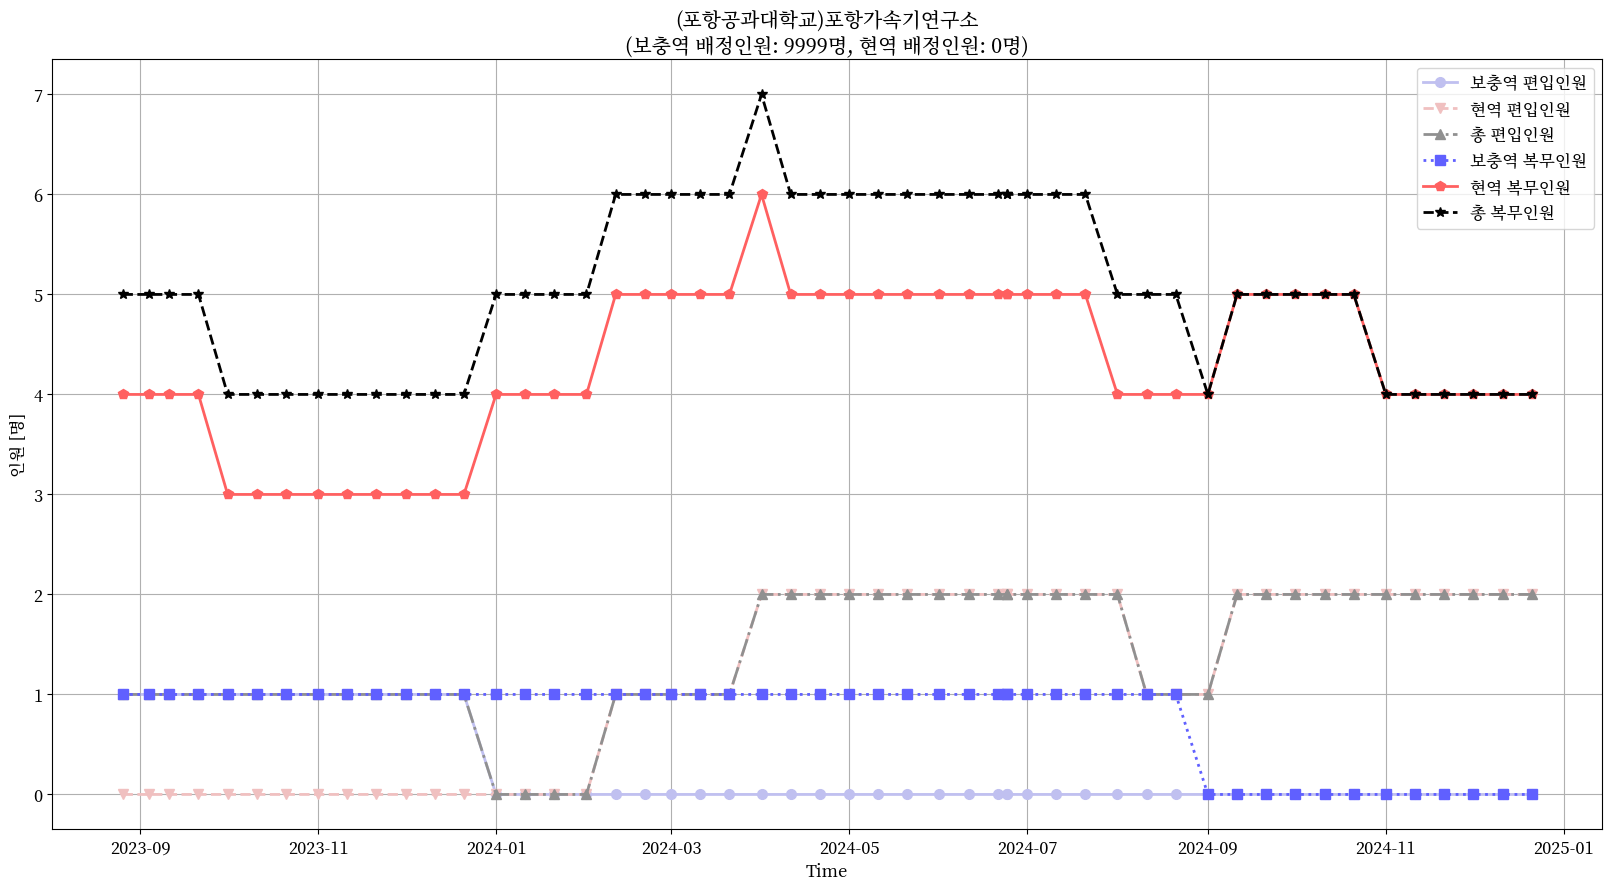 (포항공과대학교)포항가속기연구소
(보충역 배정인원: 9999명, 현역 배정인원: 0명)
보충역 편입인원
현역 편입인원
총 편입인원
보충역 복무인원
현역 복무인원
총 복무인원
인원 [명]
7
6
5
4
3
2
1
0
2023-09
2023-11
2024-01
2024-03
2024-05
2024-07
2024-09
2024-11
2025-01
Time